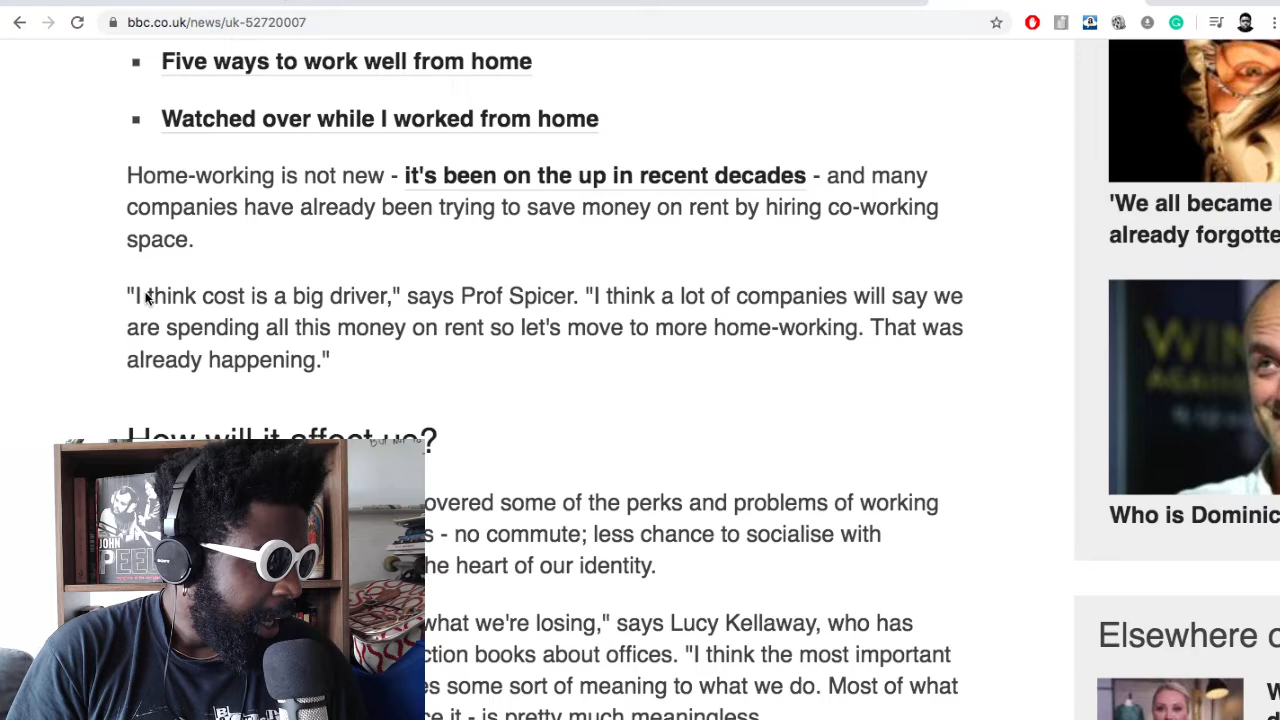 bbc.co.uk/news/uk-52720007
Five ways to work well from home
Watched over while I worked from home
Home-working is not new - it's been on the up in recent decades - and many
companies have already been trying to save money on rent by hiring co-working
space.
"I think cost is a big driver," says Prof Spicer. "I think a lot of companies will say we
are spending all this money on rent so let's move to more home-working. That was
already happening."
How will it affect us?
overed some of the perks and problems of working
s - no commute; less chance to socialise with
he heart of our identity.
what we're losing," says Lucy Kellaway, who has
ction books about offices. "I think the most important
es some sort of meaning to what we do. Most of what
ce it - is pretty much meaningless
'We all became
already forgotte
WIN
AGAIN
Who is Dominic
Elsewhere o
JOHN
PEEL
SONY